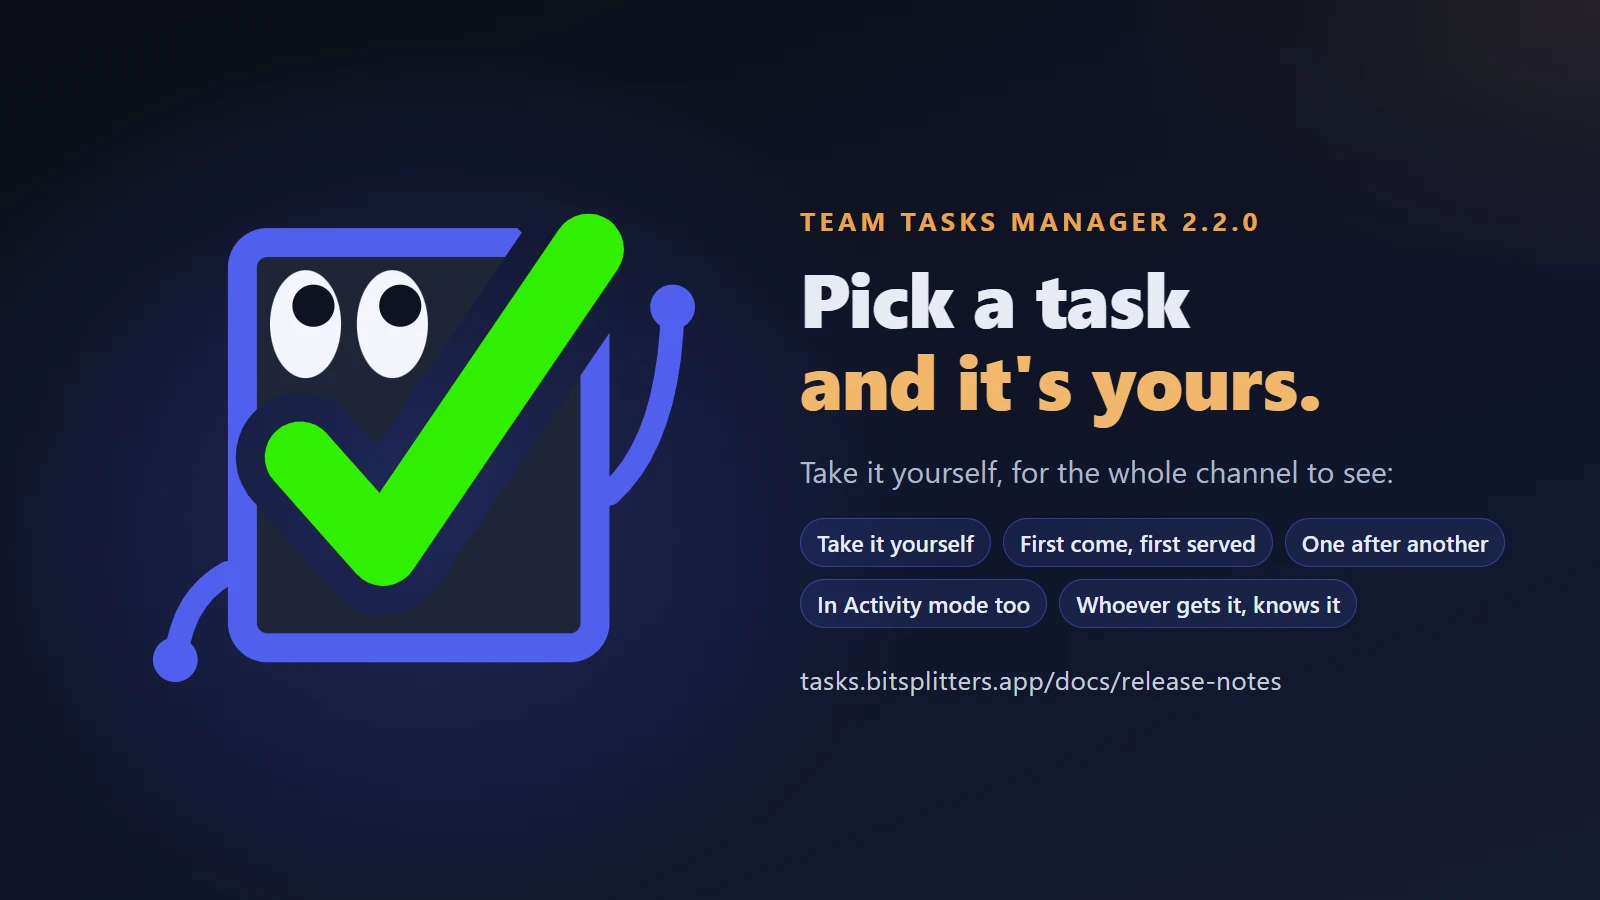 TEAM TASKS MANAGER 2.2.0
Pick a task
and it's yours.
Take it yourself, for the whole channel to see:
Take it yourself
First come, first served
One after another
In Activity mode too
Whoever gets it, knows it
tasks.bitsplitters.app/docs/release-notes